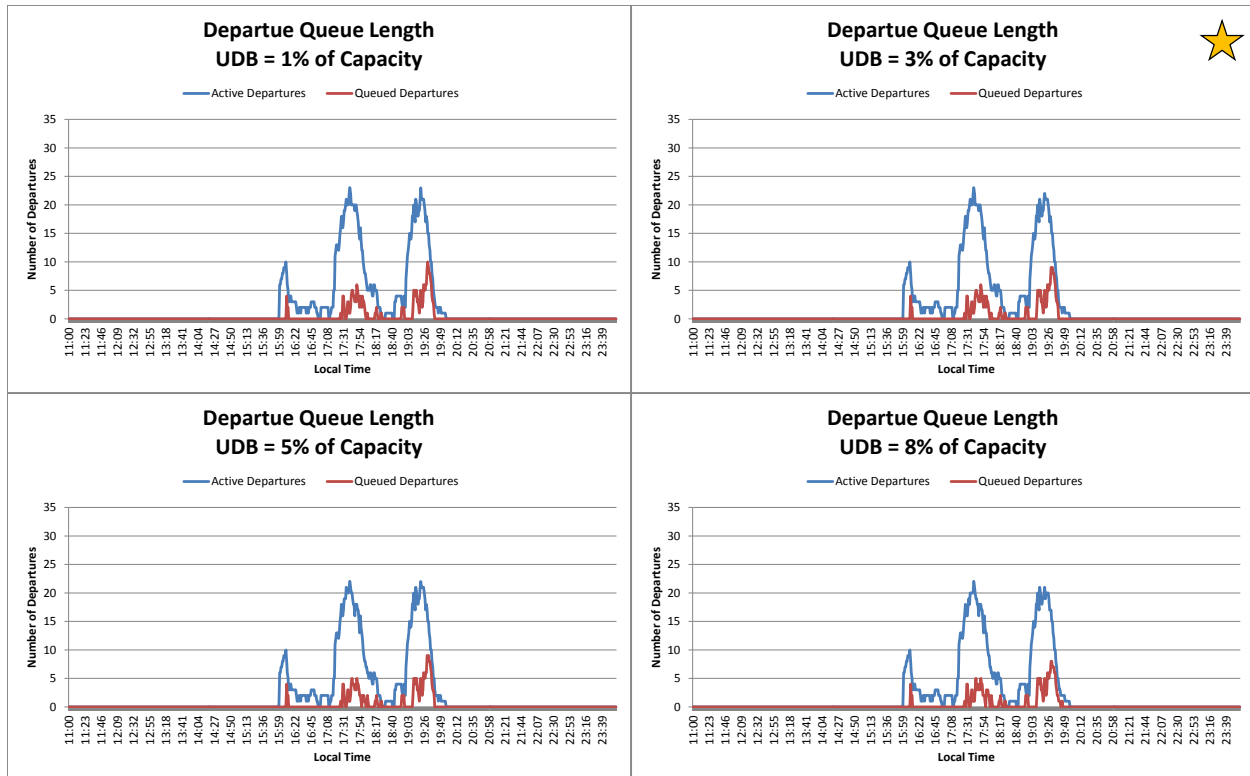 Departue Queue Length
UDB = 1% of Capacity
Active Departures Queued Departures
Number of Departures
35
30
25
20
15
10
5
0
11:00 11:23 11:46 12:09 12:32 12:55 13:18 13:41 14:04 14:27 14:50 15:13 15:36 15:59 16:22 16:45 17:08 17:31 17:54 18:17 18:40 19:03 19:26 19:49 20:12 20:35 20:58 21:21 21:44 22:07 22:30 22:53 23:16 23:39
Local Time
Departue Queue Length
UDB = 3% of Capacity
Active Departures Queued Departures
Number of Departures
35
30
25
20
15
10
5
0
11:00 11:23 11:46 12:09 12:32 12:55 13:18 13:41 14:04 14:27 14:50 15:13 15:36 15:59 16:22 16:45 17:08 17:31 17:54 18:17 18:40 19:03 19:26 19:49 20:12 20:35 20:58 21:21 21:44 22:07 22:30 22:53 23:16 23:39
Local Time
Departue Queue Length
UDB = 5% of Capacity
Active Departures Queued Departures
Number of Departures
35
30
25
20
15
10
5
0
11:00 11:23 11:46 12:09 12:32 12:55 13:18 13:41 14:04 14:27 14:50 15:13 15:36 15:59 16:22 16:45 17:08 17:31 17:54 18:17 18:40 19:03 19:26 19:49 20:12 20:35 20:58 21:21 21:44 22:07 22:30 22:53 23:16 23:39
Local Time
Departue Queue Length
UDB = 8% of Capacity
Active Departures Queued Departures
Number of Departures
35
30
25
20
15
10
5
0
11:00 11:23 11:46 12:09 12:32 12:55 13:18 13:41 14:04 14:27 14:50 15:13 15:36 15:59 16:22 16:45 17:08 17:31 17:54 18:17 18:40 19:03 19:26 19:49 20:12 20:35 20:58 21:21 21:44 22:07 22:30 22:53 23:16 23:39
Local Time